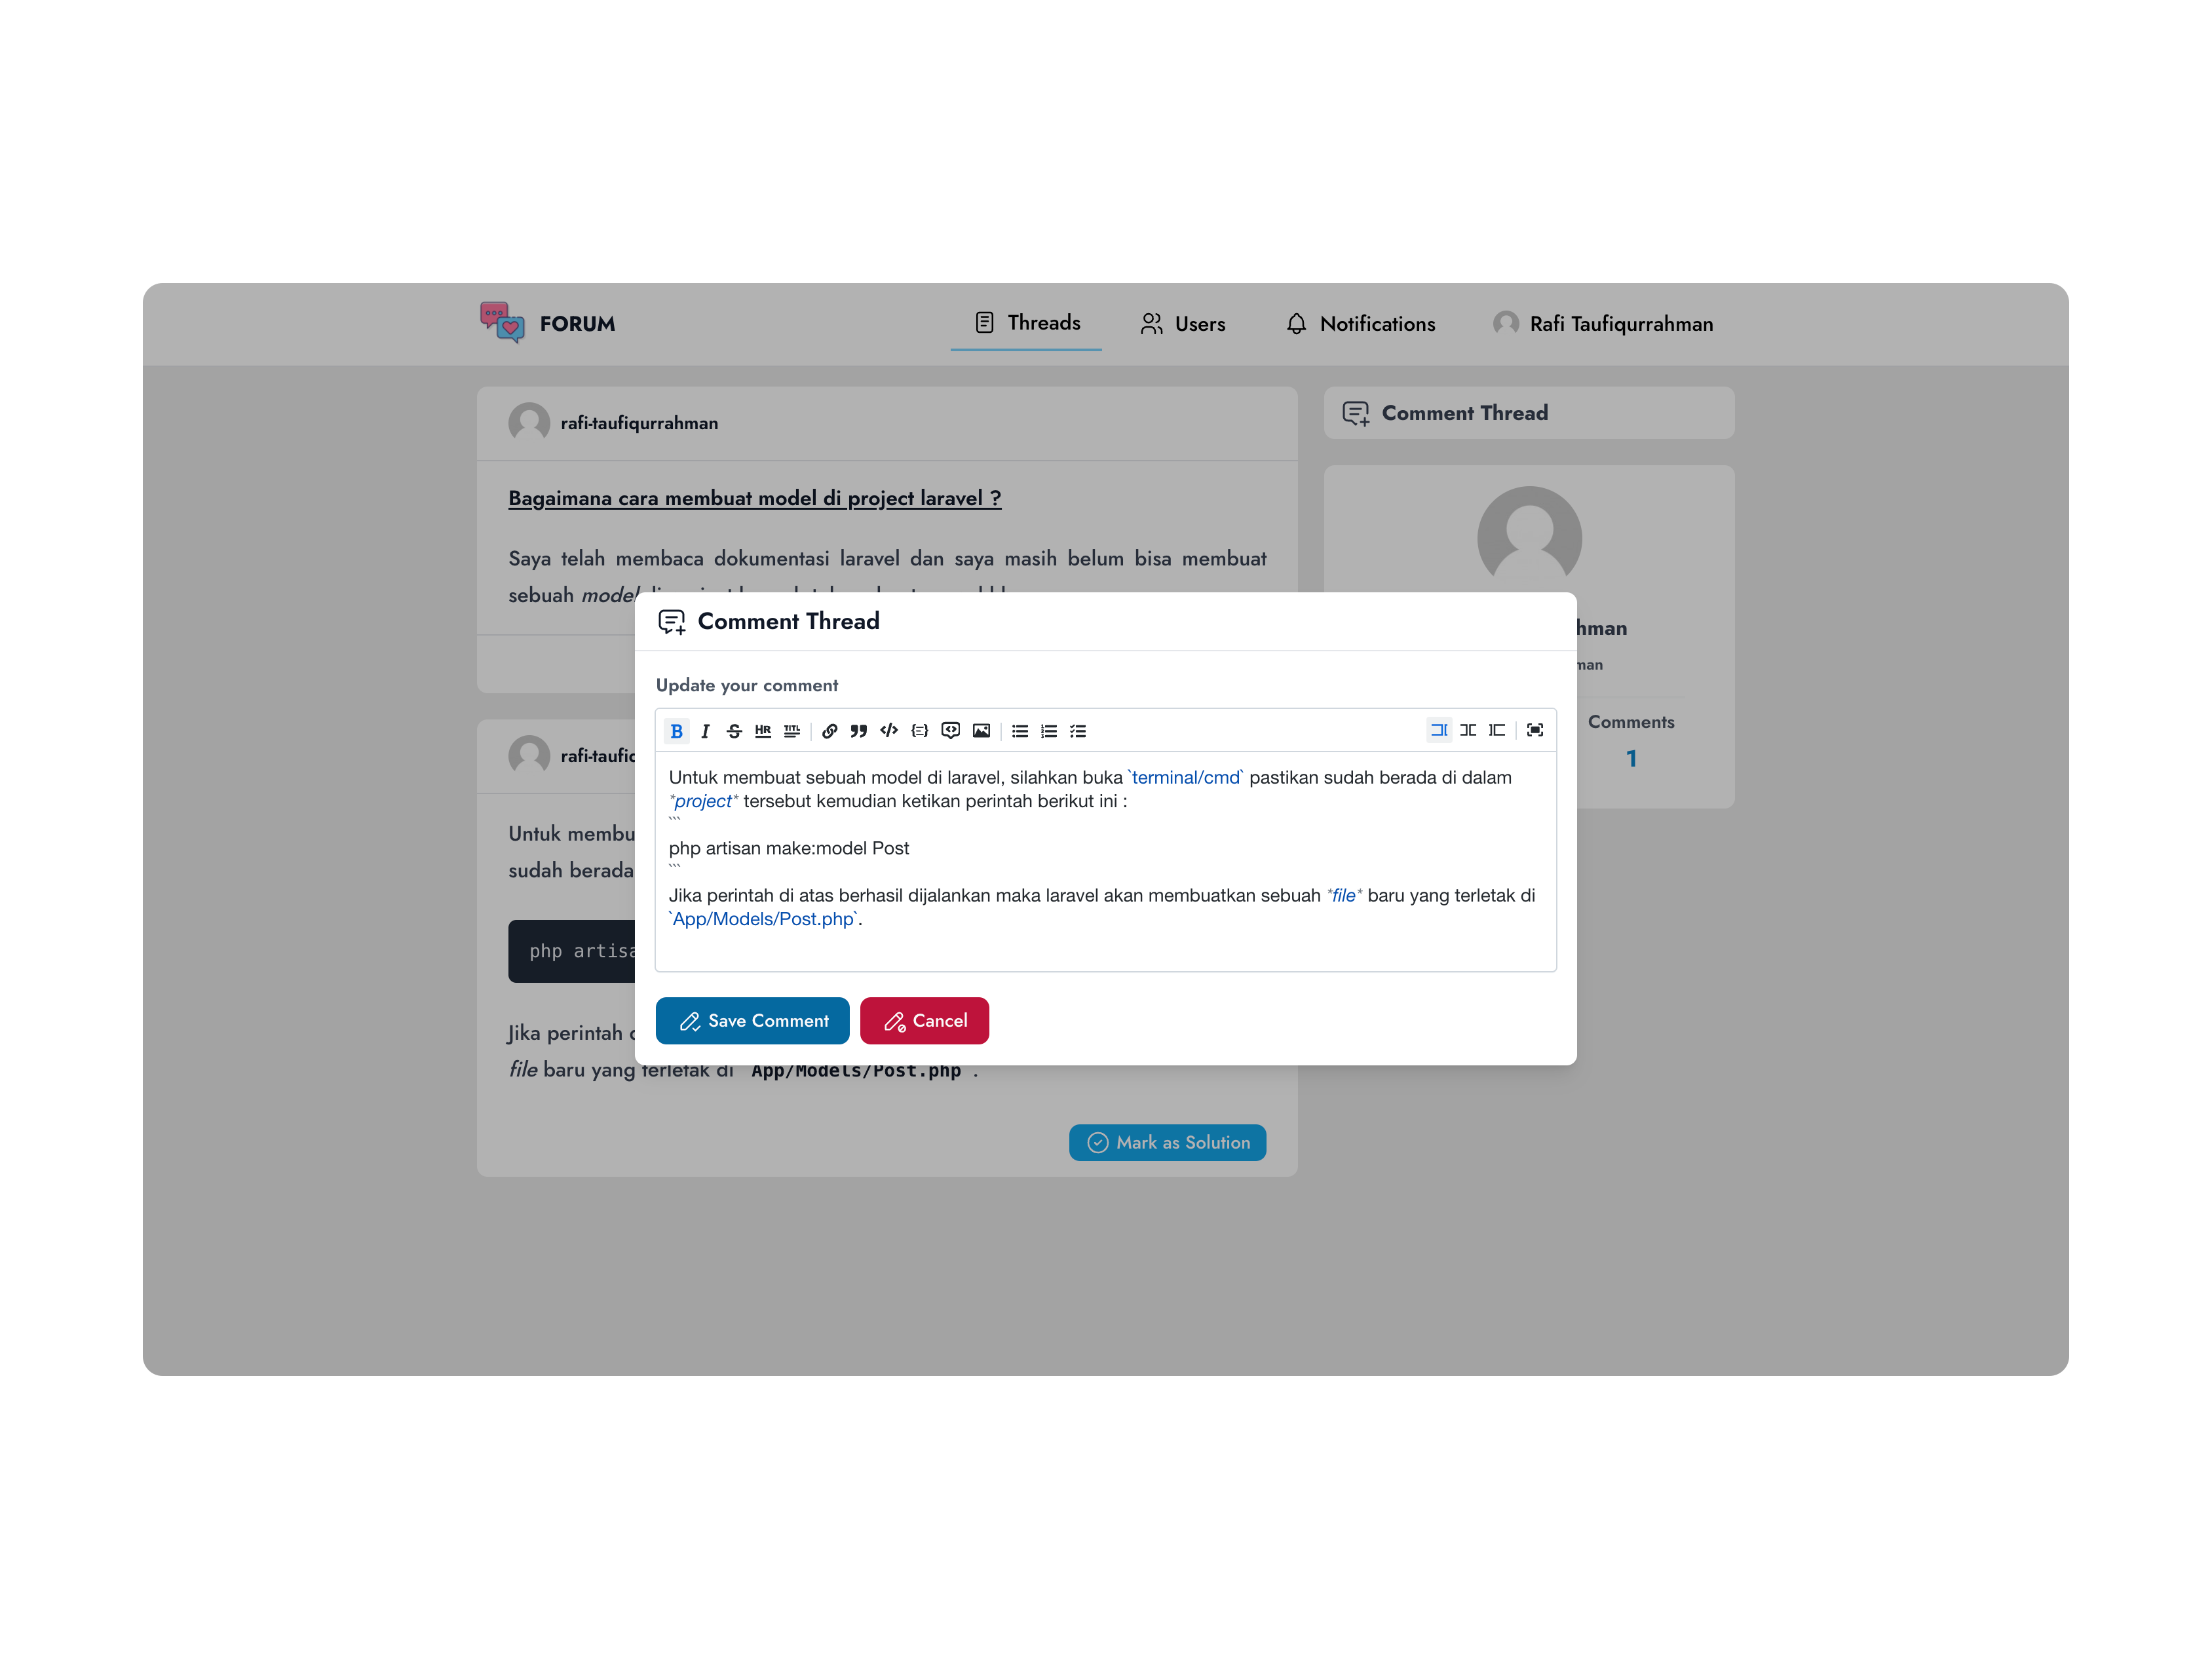 FORUM
Threads
Users
Notifications
Rafi Taufiqurrahman
rafi-taufiqurrahman
Comment Thread
Bagaimana cara membuat model di project laravel ?
Saya telah membaca dokumentasi laravel dan saya masih belum bisa membuat
sebuah model
Comment Thread
Update your comment
B I S HR TITL
Untuk membuat sebuah model di laravel, silahkan buka `terminal/cmd` pastikan sudah berada di dalam
*project* tersebut kemudian ketikan perintah berikut ini :
```
php artisan make:model Post
```
Jika perintah di atas berhasil dijalankan maka laravel akan membuatkan sebuah *file* baru yang terletak di
`App/Models/Post.php`.
Save Comment
Cancel
hman
man
Comments
1
rafi-taufiq
Untuk membu
sudah berada
php artisa
Jika perintah
file baru yang terletak di App/Models/Post.php .
Mark as Solution